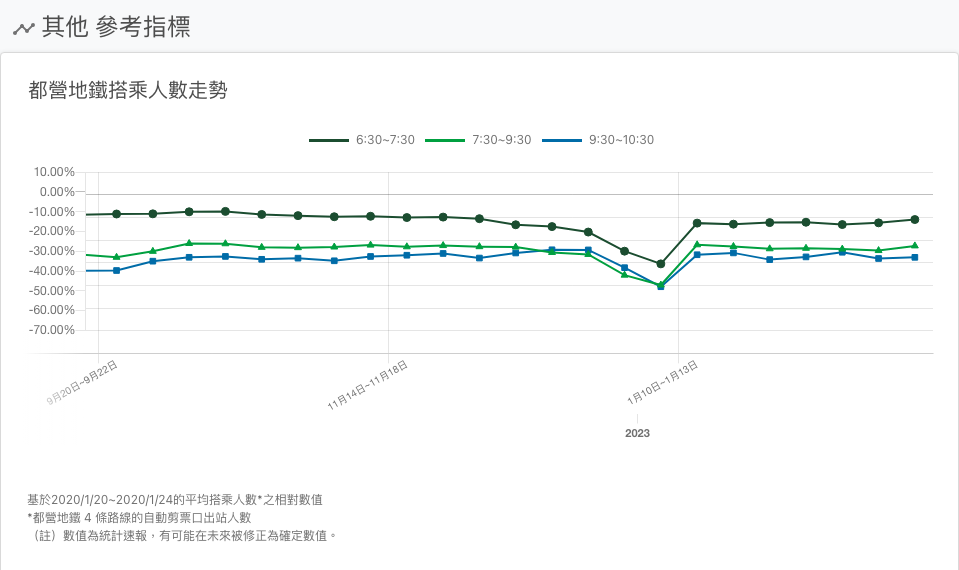 其他 參考指標
都營地鐵搭乘人數走勢
6:30~7:30 7:30~9:30 9:30~10:30
10.00%
0.00%
-10.00%
-20.00%
-30.00%
-40.00%
-50.00%
-60.00%
-70.00%
9月20日~9月22日 11月14日~11月18日 1月10日~1月13日
2023
基於2020/1/20~2020/1/24的平均搭乘人數*之相對數值
*都營地鐵 4 條路線的自動剪票口出站人數
（註）數值為統計速報，有可能在未來被修正為確定數值。